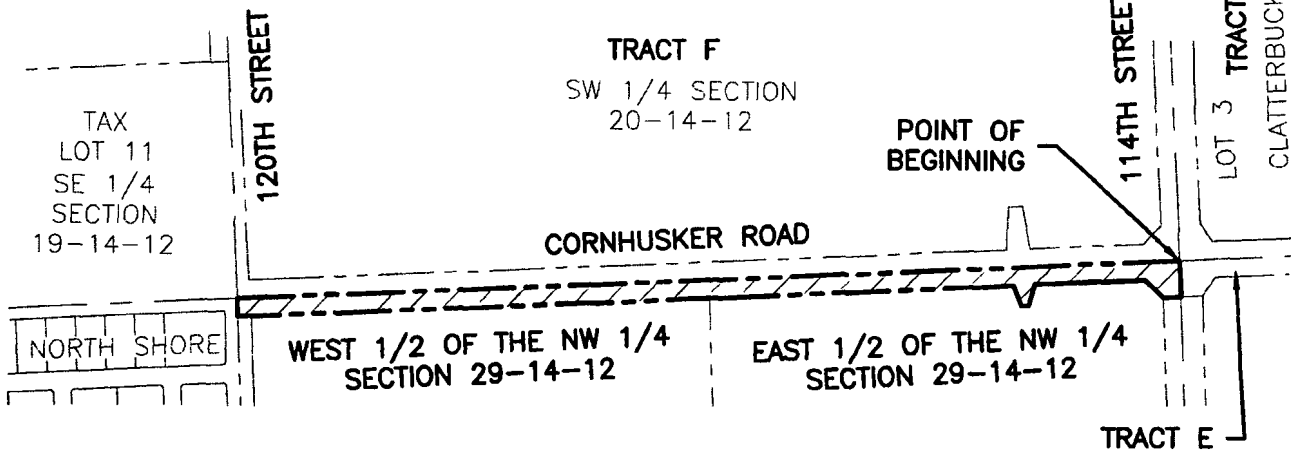 120TH STREET
TRACT F
SW 1/4 SECTION
20-14-12
114TH STREET
LOT 3
TRACT
CLATTERBUCK
TAX
LOT 11
SE 1/4
SECTION
19-14-12
POINT OF
BEGINNING
CORNHUSKER ROAD
NORTH SHORE
WEST 1/2 OF THE NW 1/4
SECTION 29-14-12
EAST 1/2 OF THE NW 1/4
SECTION 29-14-12
TRACT E